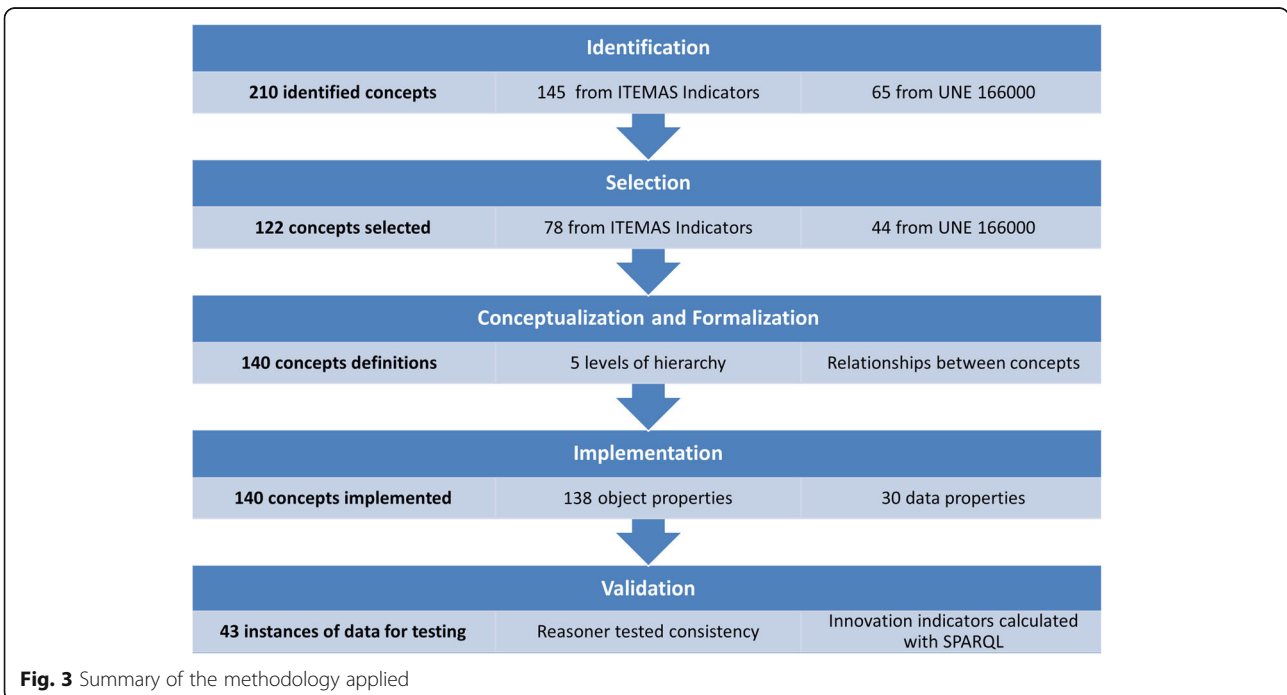 Identification
210 identified concepts
145 from ITEMAS Indicators
65 from UNE 166000
Selection
122 concepts selected
78 from ITEMAS Indicators
44 from UNE 166000
Conceptualization and Formalization
140 concepts definitions
5 levels of hierarchy
Relationships between concepts
Implementation
140 concepts implemented
138 object properties
30 data properties
Validation
43 instances of data for testing
Reasoner tested consistency
Innovation indicators calculated
with SPARQL
Fig. 3 Summary of the methodology applied